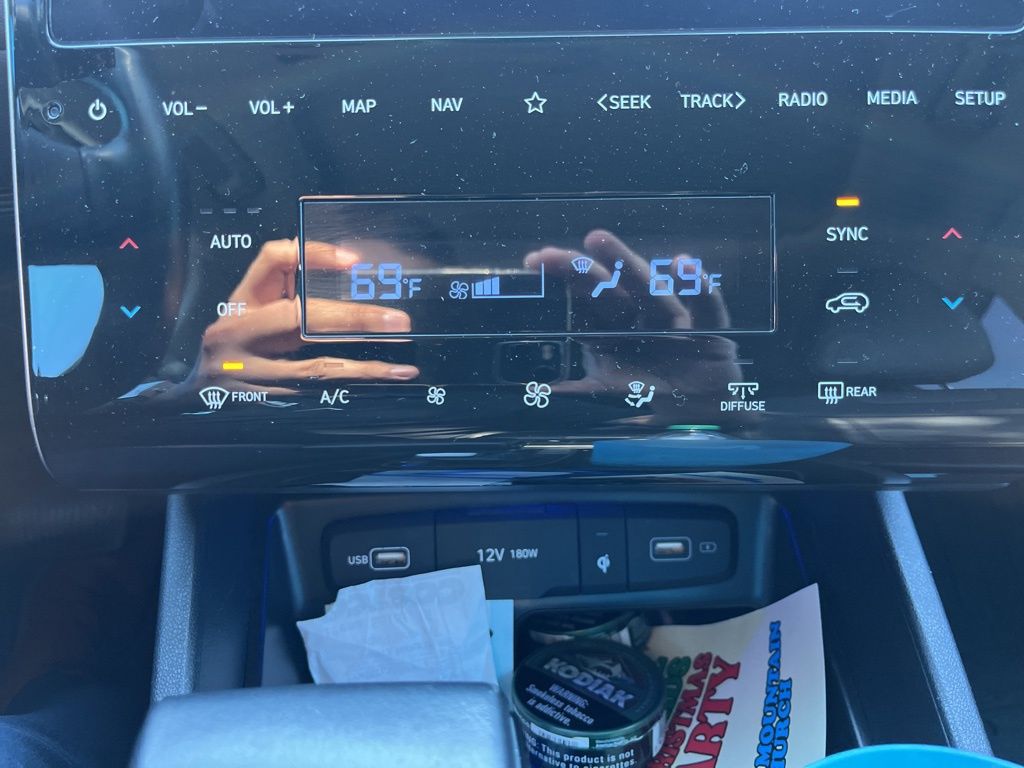 VOL- VOL+ MAP NAV <SEEK TRACK> RADIO MEDIA SETUP
AUTO SYNC
69°F 69°F
OFF
FRONT A/C DIFFUSE REAR
USB 12V 180W
KODIAK
WARNING:
Smokeless tobacco
is addictive.
This product is not
CHRISTMAS
PARTY
MOUNTAIN
CHURCH